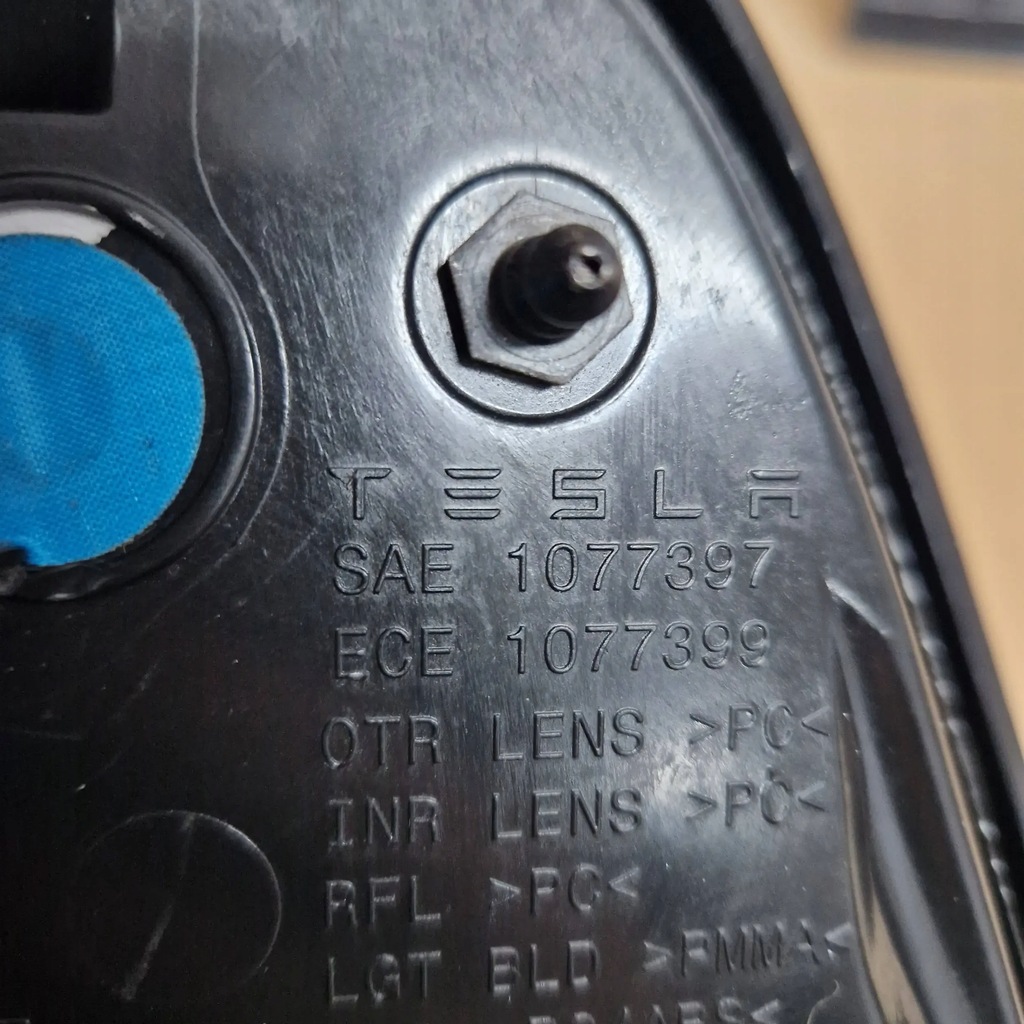 TESLA
SAE 1077397
ECE 1077399
OTR LENS >PC<
INR LENS >PC<
RFL >PC<
LGT BLD >PMMA<